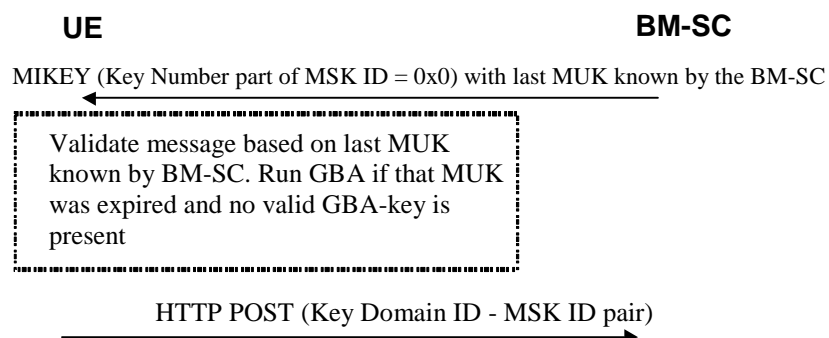 UE BM-SC
MIKEY (Key Number part of MSK ID = 0x0) with last MUK known by the BM-SC
Validate message based on last MUK
known by BM-SC. Run GBA if that MUK
was expired and no valid GBA-key is
present
HTTP POST (Key Domain ID - MSK ID pair)